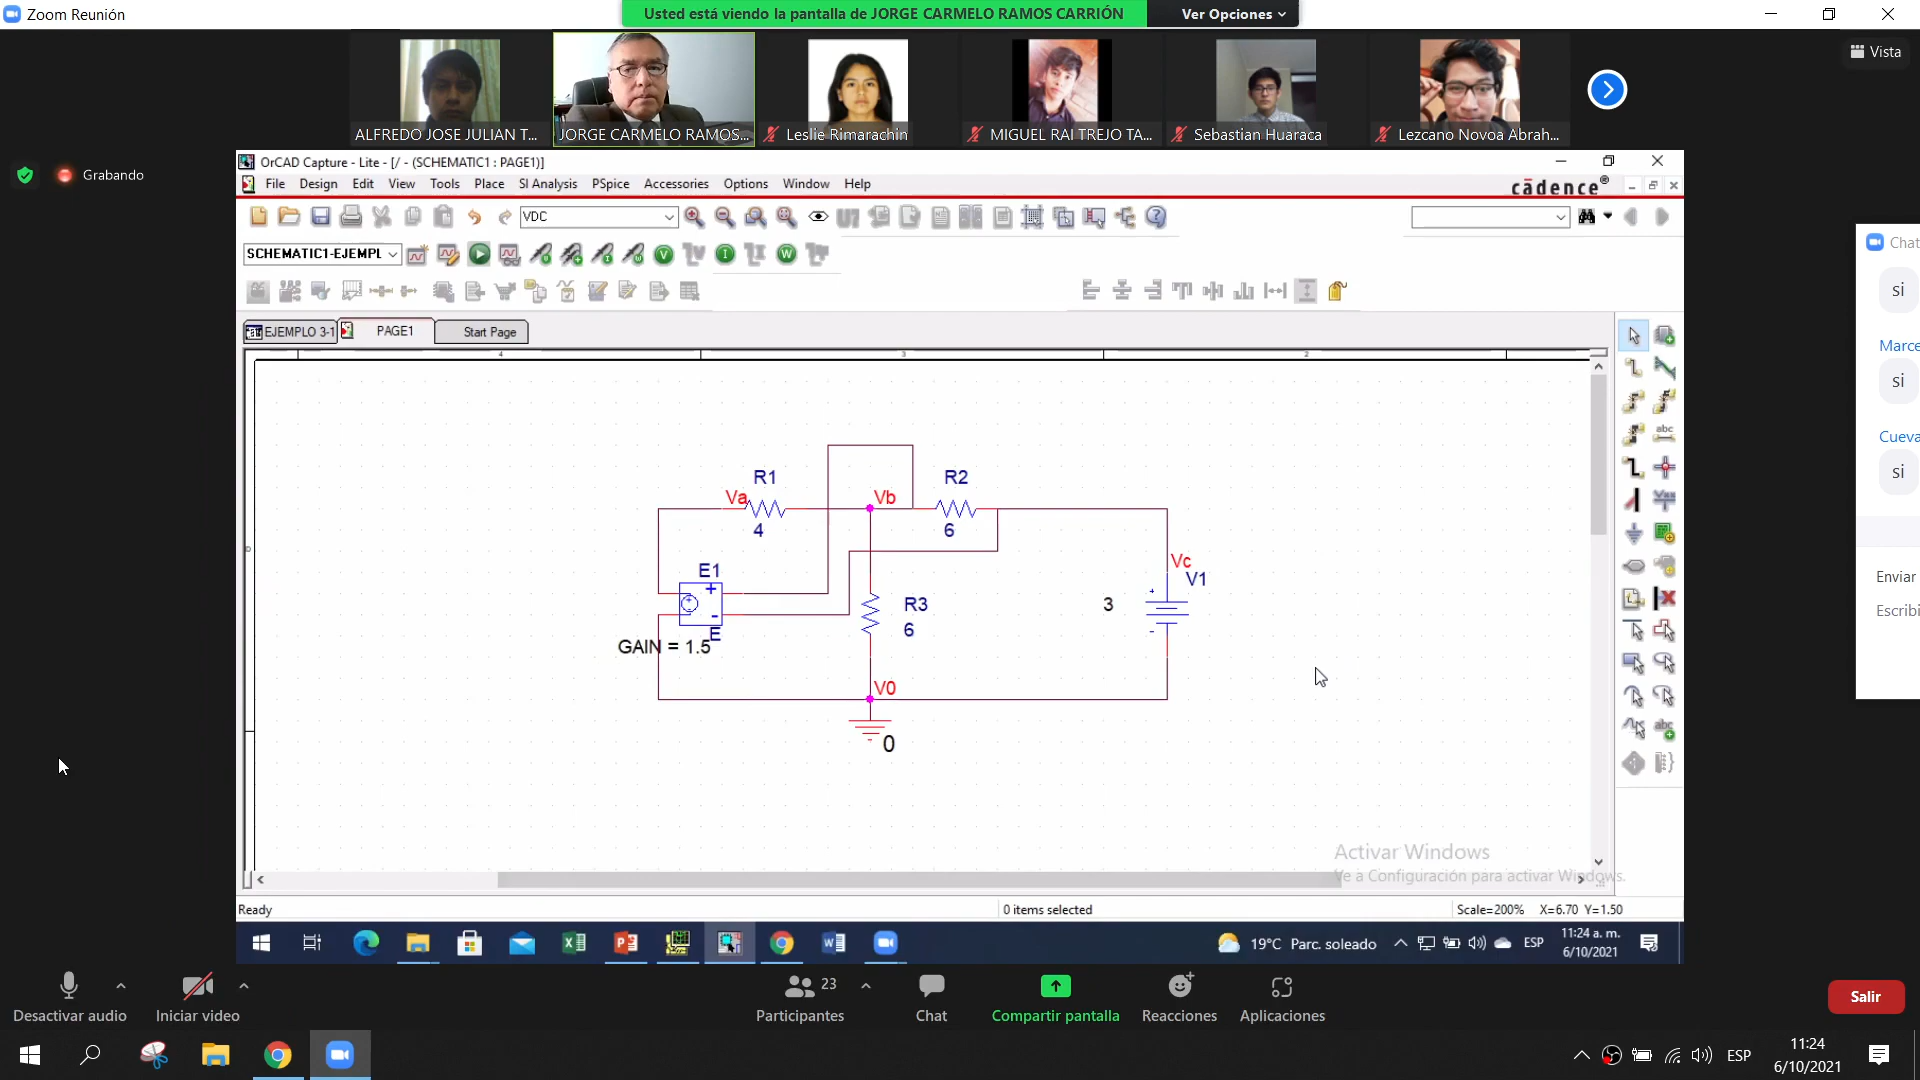 Zoom Reunión
Usted está viendo la pantalla de JORGE CARMELO RAMOS CARRIÓN
Ver Opciones
Vista
ALFREDO JOSE JULIAN T...
JORGE CARMELO RAMOS...
Leslie Rimarachin
MIGUEL RAI TREJO TA...
Sebastian Huaraca
Lezcano Novoa Abrah...
Grabando
OrCAD Capture - Lite - [/ - (SCHEMATIC1 : PAGE1)]
File Design Edit View Tools Place SI Analysis PSpice Accessories Options Window Help
cādence®
VDC
SCHEMATIC1-EJEMPL
EJEMPLO 3-1
PAGE1
Start Page
4
3
2
R1
R2
Va
Vb
4
6
E1
Vc
V1
+
-
E
R3
6
3
+
-
GAIN = 1.5
V0
0
Activar Windows
Ve a Configuración para activar Windows.
Ready
0 items selected
Scale=200% X=6.70 Y=1.50
19°C Parc. soleado
ESP
11:24 a. m.
6/10/2021
Chat
si
Marce
si
Cueva
si
Enviar
Escribi
Desactivar audio
Iniciar video
23
Participantes
Chat
Compartir pantalla
Reacciones
Aplicaciones
Salir
ESP
11:24
6/10/2021